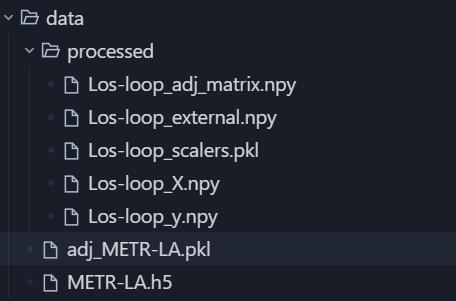 data
processed
Los-loop_adj_matrix.npy
Los-loop_external.npy
Los-loop_scalers.pkl
Los-loop_X.npy
Los-loop_y.npy
adj_METR-LA.pkl
METR-LA.h5